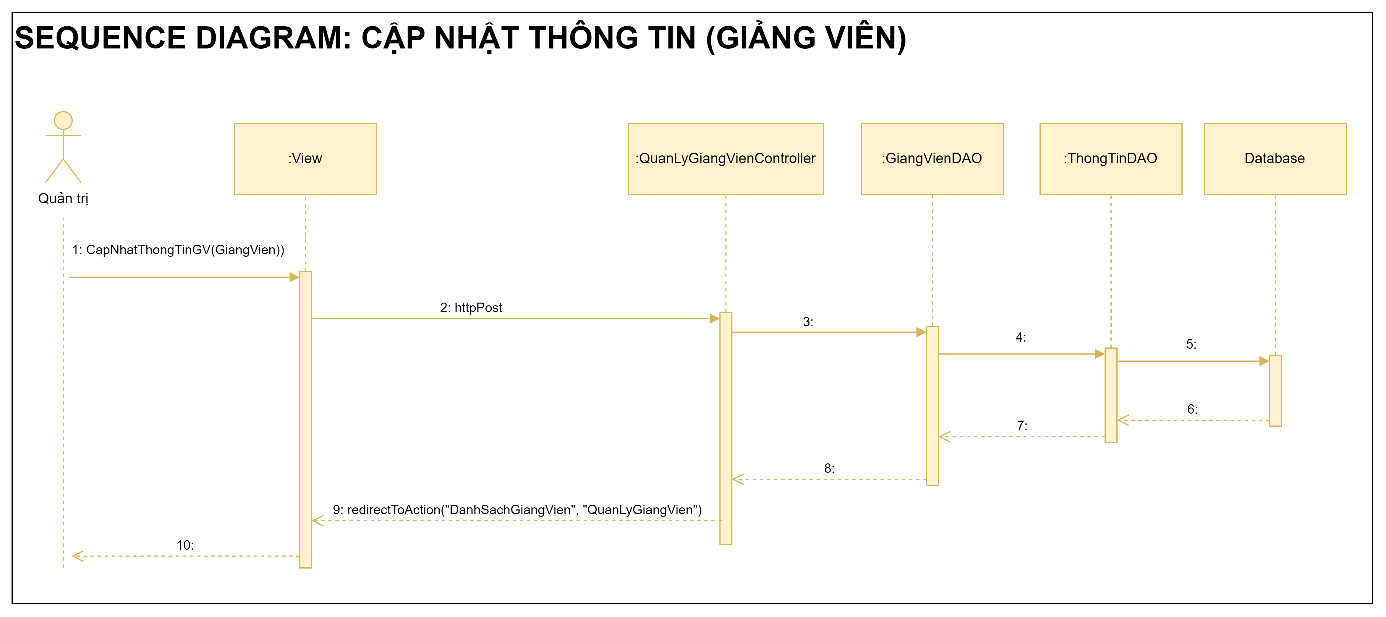 SEQUENCE DIAGRAM: CẬP NHẬT THÔNG TIN (GIẢNG VIÊN)
:View
:QuanLyGiangVienController
:GiangVienDAO
:ThongTinDAO
Database
Quản trị
1: CapNhatThongTinGV(GiangVien))
2: httpPost
3:
4:
5:
6:
7:
8:
9: redirectToAction("DanhSachGiangVien", "QuanLyGiangVien")
10: